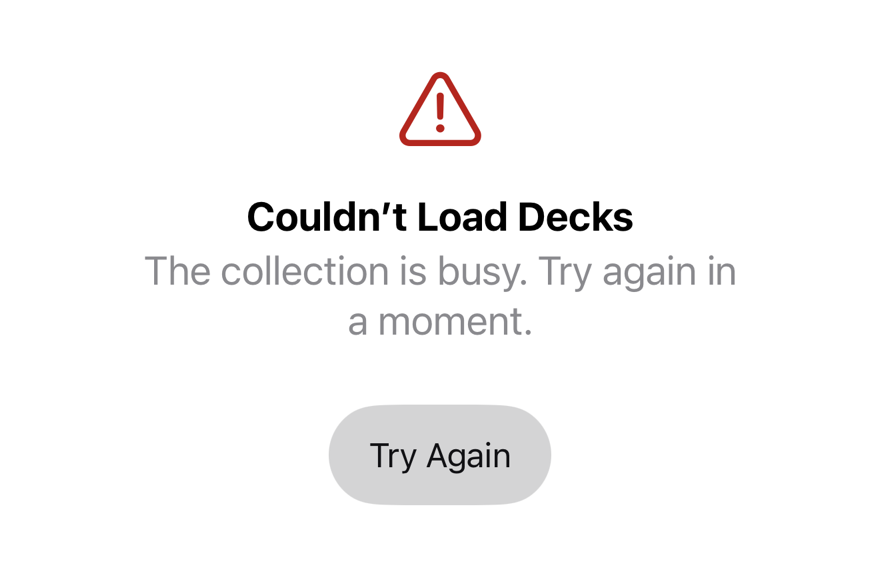 Couldn’t Load Decks
The collection is busy. Try again in
a moment.
Try Again